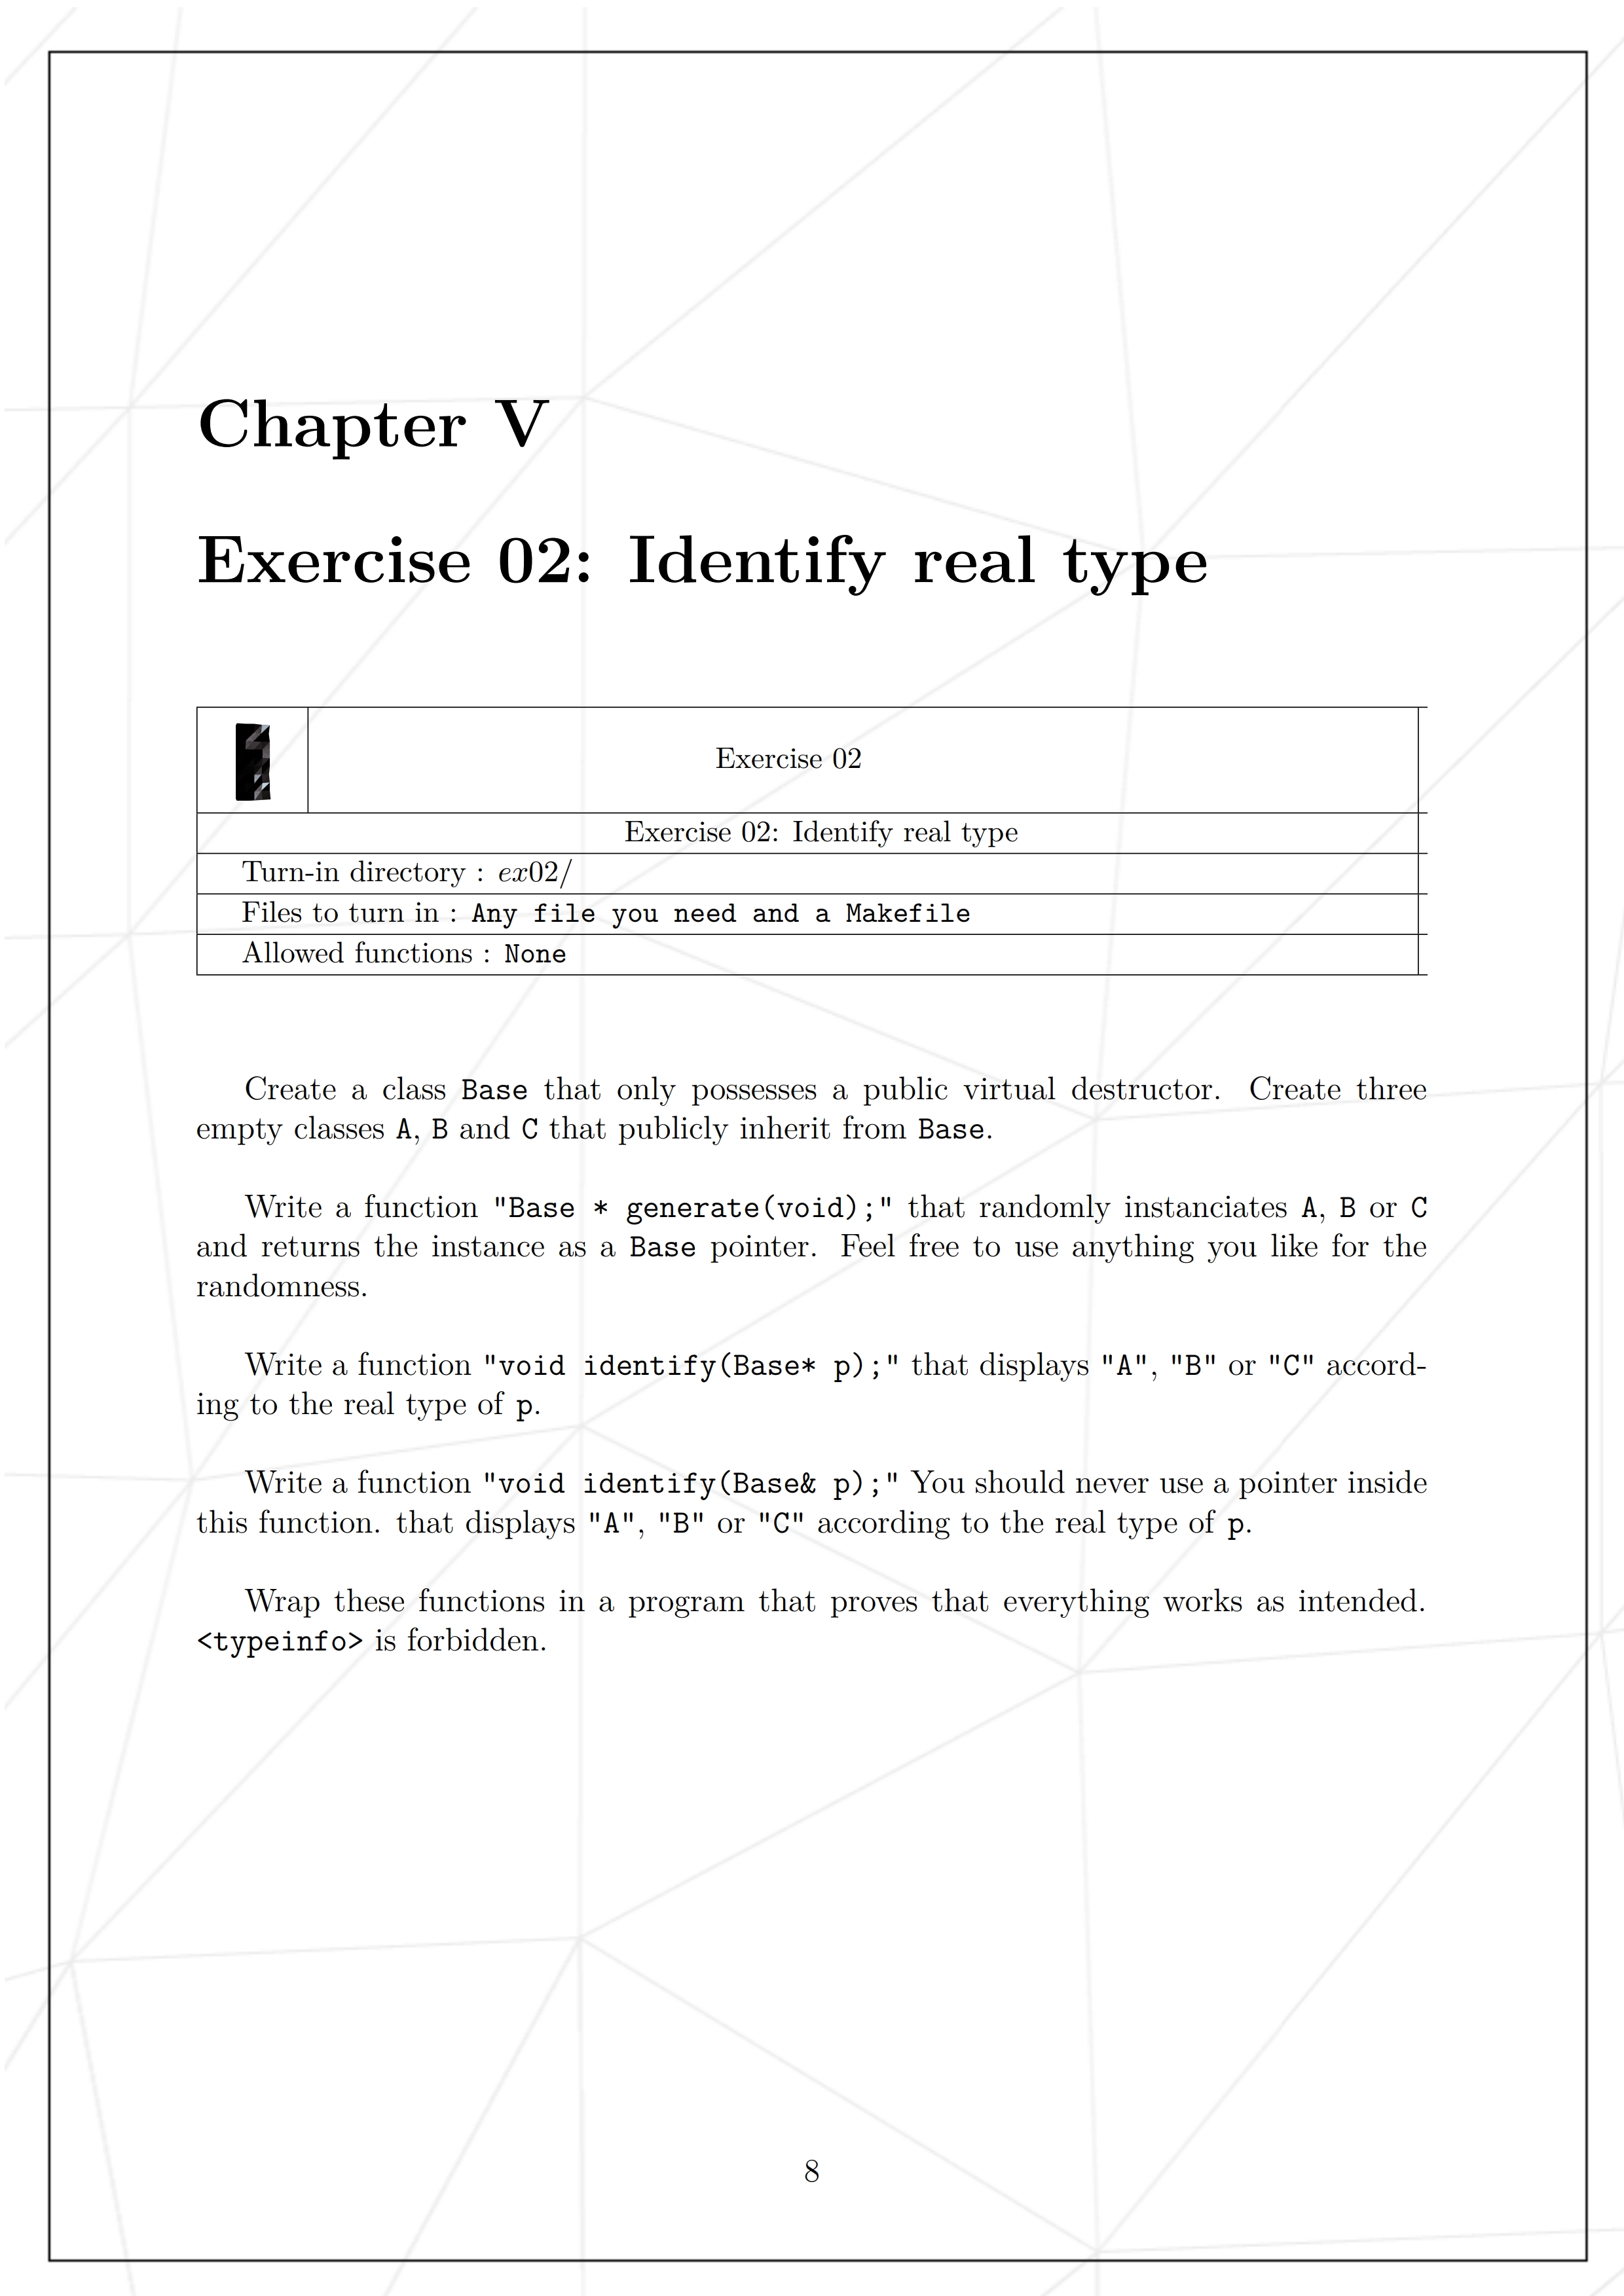 Chapter V
Exercise 02: Identify real type
Exercise 02
Exercise 02: Identify real type
Turn-in directory : ex02/
Files to turn in : Any file you need and a Makefile
Allowed functions : None
Create a class Base that only possesses a public virtual destructor. Create three
empty classes A, B and C that publicly inherit from Base.
Write a function "Base * generate(void);" that randomly instanciates A, B or C
and returns the instance as a Base pointer. Feel free to use anything you like for the
randomness.
Write a function "void identify(Base* p);" that displays "A", "B" or "C" accord-
ing to the real type of p.
Write a function "void identify(Base& p);" You should never use a pointer inside
this function. that displays "A", "B" or "C" according to the real type of p.
Wrap these functions in a program that proves that everything works as intended.
<typeinfo> is forbidden.
8